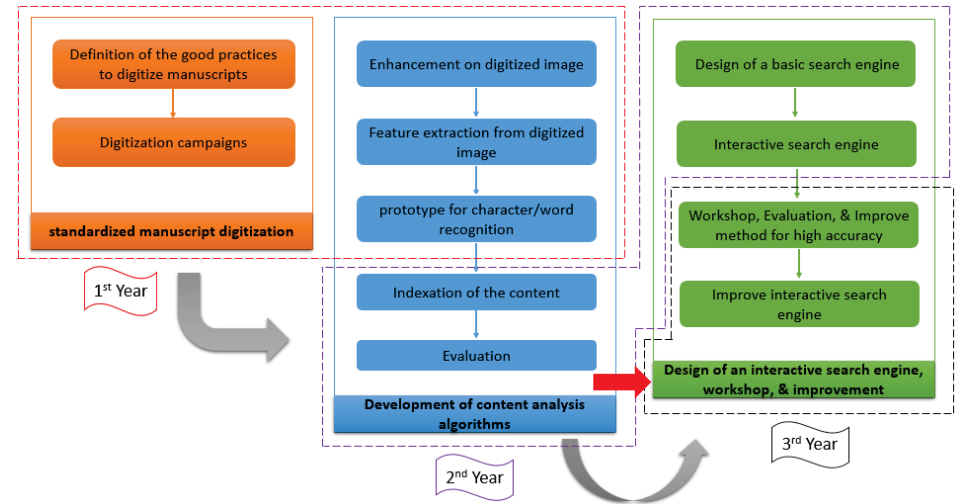 Definition of the good practices
to digitize manuscripts
Digitization campaigns
standardized manuscript digitization
1st Year
Enhancement on digitized image
Feature extraction from digitized
image
prototype for character/word
recognition
Indexation of the content
Evaluation
Development of content analysis
algorithms
2nd Year
Design of a basic search engine
Interactive search engine
Workshop, Evaluation, & Improve
method for high accuracy
Improve interactive search
engine
Design of an interactive search engine,
workshop, & improvement
3rd Year